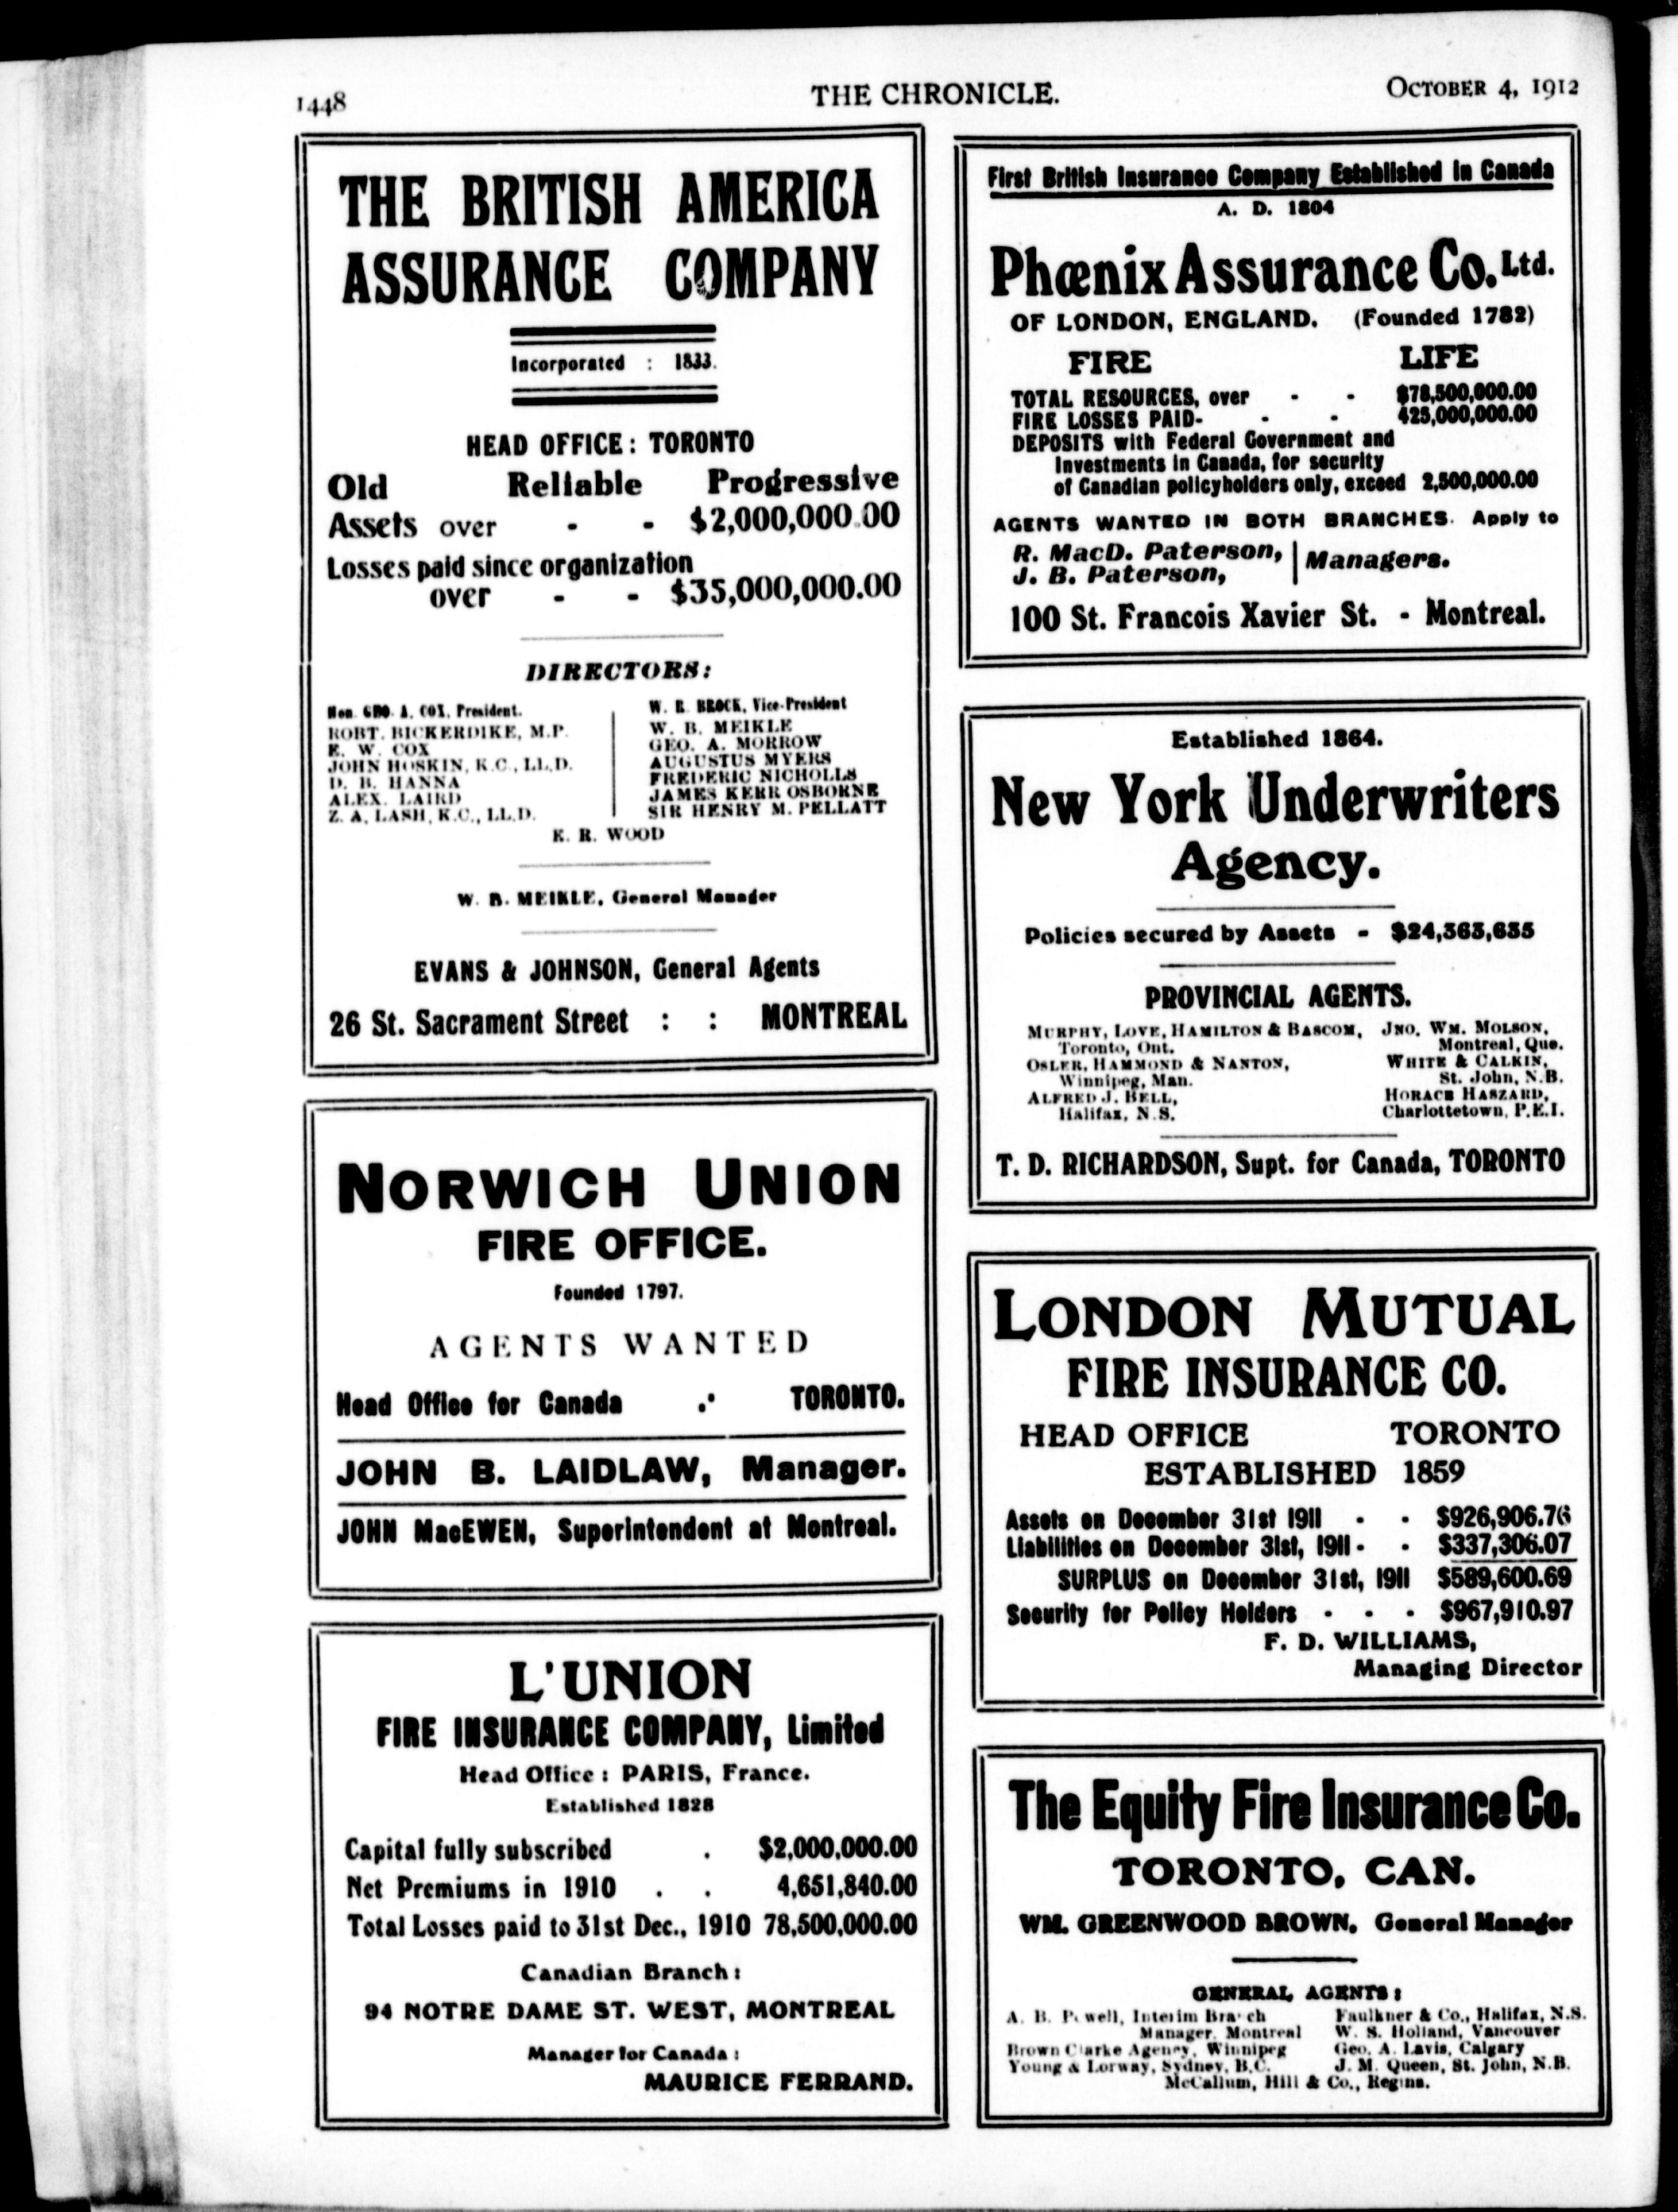 1448
THE CHRONICLE.
OCTOBER 4, 1912
THE BRITISH AMERICA
ASSURANCE COMPANY
Incorporated : 1833.
HEAD OFFICE: TORONTO
Old Reliable Progressive
Assets over - - $2,000,000.00
Losses paid since organization
over - - $35,000,000.00
DIRECTORS:
Hon. GEO. A. COX, President.
ROBT. BICKERDIKE, M.P.
E. W. COX
JOHN HOSKIN, K.C., LL.D.
D. B. HANNA
ALEX. LAIRD
Z. A. LASH, K.C., LL.D.
W. R. BROCK, Vice-President
W. B. MEIKLE
GEO. A. MORROW
AUGUSTUS MYERS
FREDERIC NICHOLLS
JAMES KERR OSBORNE
SIR HENRY M. PELLATT
E. R. WOOD
W. B. MEIKLE, General Manager
EVANS & JOHNSON, General Agents
26 St. Sacrament Street : : MONTREAL
NORWICH UNION
FIRE OFFICE.
Founded 1797.
AGENTS WANTED
Head Office for Canada .· TORONTO.
JOHN B. LAIDLAW, Manager.
JOHN MacEWEN, Superintendent at Montreal.
L'UNION
FIRE INSURANCE COMPANY, Limited
Head Office : PARIS, France.
Established 1828
Capital fully subscribed . $2,000,000.00
Net Premiums in 1910 . . 4,651,840.00
Total Losses paid to 31st Dec., 1910 78,500,000.00
Canadian Branch :
94 NOTRE DAME ST. WEST, MONTREAL
Manager for Canada :
MAURICE FERRAND.
First British Insurance Company Established in Canada
A. D. 1804
Phœnix Assurance Co. Ltd.
OF LONDON, ENGLAND. (Founded 1782)
FIRE LIFE
TOTAL RESOURCES, over - - $78,500,000.00
FIRE LOSSES PAID- - - 425,000,000.00
DEPOSITS with Federal Government and
Investments in Canada, for security
of Canadian policyholders only, exceed 2,500,000.00
AGENTS WANTED IN BOTH BRANCHES. Apply to
R. MacD. Paterson,
J. B. Paterson,
Managers.
100 St. Francois Xavier St. - Montreal.
Established 1864.
New York Underwriters
Agency.
Policies secured by Assets - $24,363,635
PROVINCIAL AGENTS.
MURPHY, LOVE, HAMILTON & BASCOM,
Toronto, Ont.
OSLER, HAMMOND & NANTON,
Winnipeg, Man.
ALFRED J. BELL,
Halifax, N.S.
JNO. WM. MOLSON,
Montreal, Que.
WHITE & CALKIN,
St. John, N.B.
HORACE HASZARD,
Charlottetown, P.E.I.
T. D. RICHARDSON, Supt. for Canada, TORONTO
LONDON MUTUAL
FIRE INSURANCE CO.
HEAD OFFICE TORONTO
ESTABLISHED 1859
Assets on December 31st 1911 - - $926,906.76
Liabilities on December 31st, 1911 - - $337,306.07
SURPLUS on December 31st, 1911 $589,600.69
Security for Policy Holders - - - $967,910.97
F. D. WILLIAMS,
Managing Director
The Equity Fire Insurance Co.
TORONTO, CAN.
WM. GREENWOOD BROWN, General Manager
GENERAL AGENTS :
A. B. Powell, Interim Branch
Manager, Montreal
Brown Clarke Agency, Winnipeg
Young & Lorway, Sydney, B.C.
Faulkner & Co., Halifax, N.S.
W. S. Holland, Vancouver
Geo. A. Lavis, Calgary
J. M. Queen, St. John, N.B.
McCallum, Hill & Co., Regina.